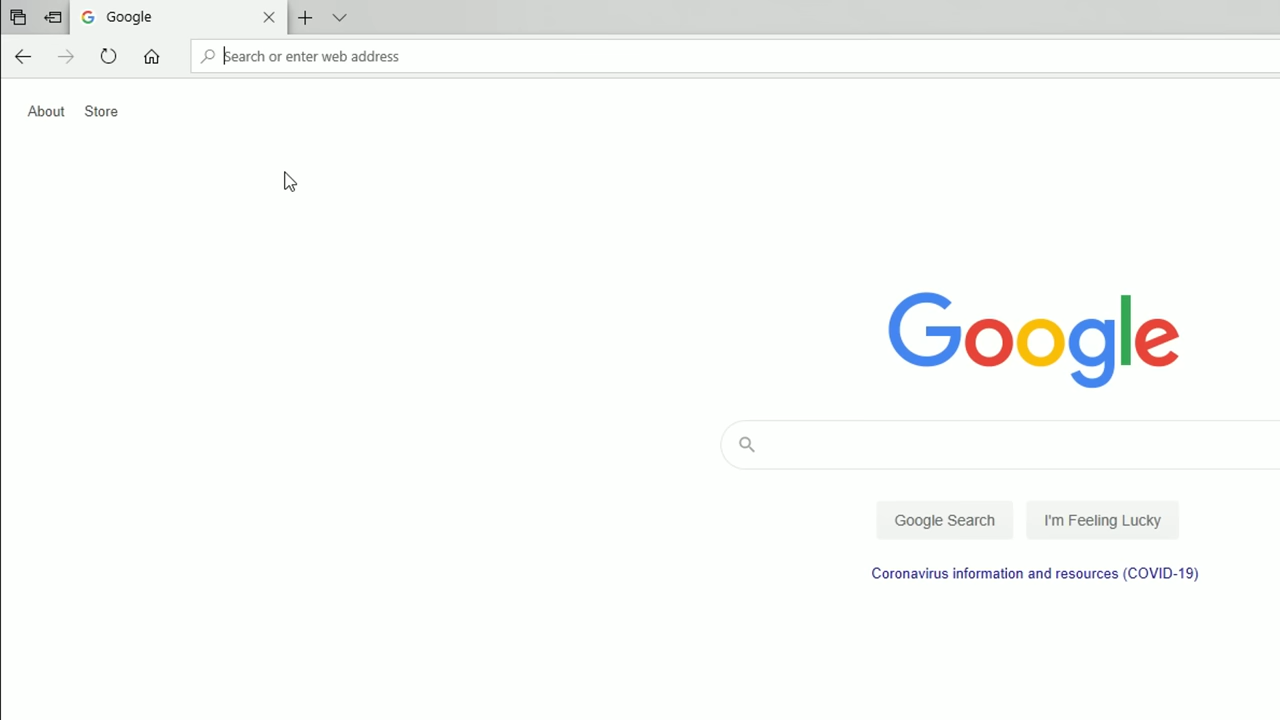 Google
Search or enter web address
About Store
Google
Google Search I'm Feeling Lucky
Coronavirus information and resources (COVID-19)